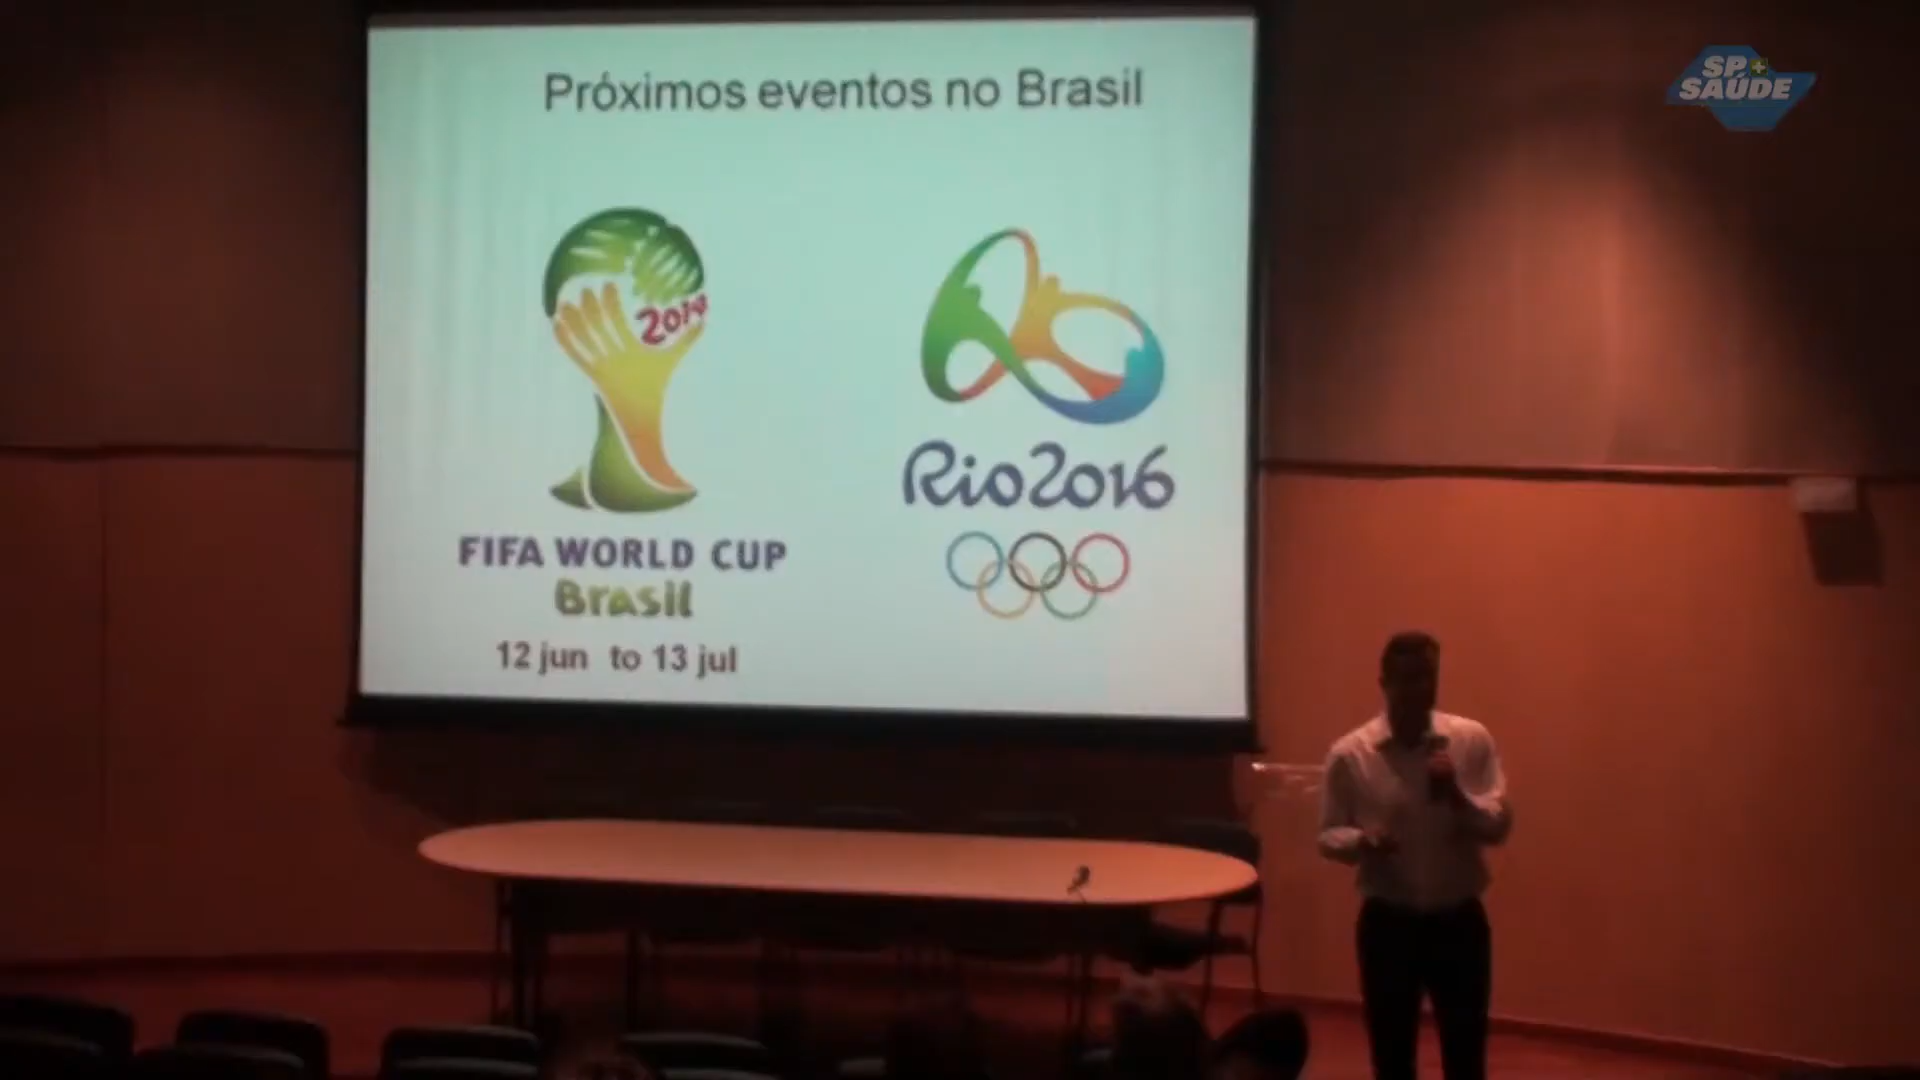 SP+
SAÚDE
Próximos eventos no Brasil
2014
FIFA WORLD CUP
Brasil
12 jun to 13 jul
Rio2016